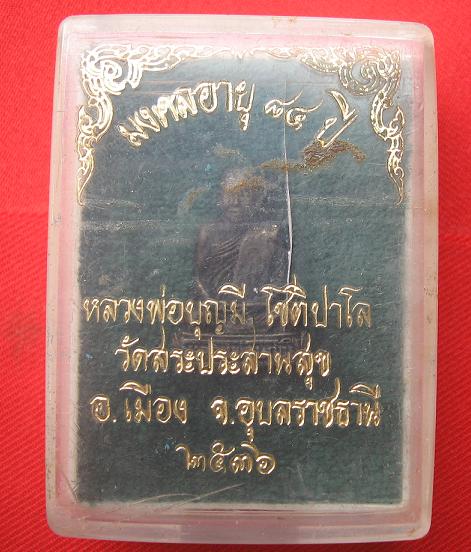 มงคลอายุ ๘๔ ปี
หลวงพ่อบุญมี โชติปาโล
วัดสระประสานสุข
อ.เมือง จ.อุบลราชธานี
๒๕๓๖